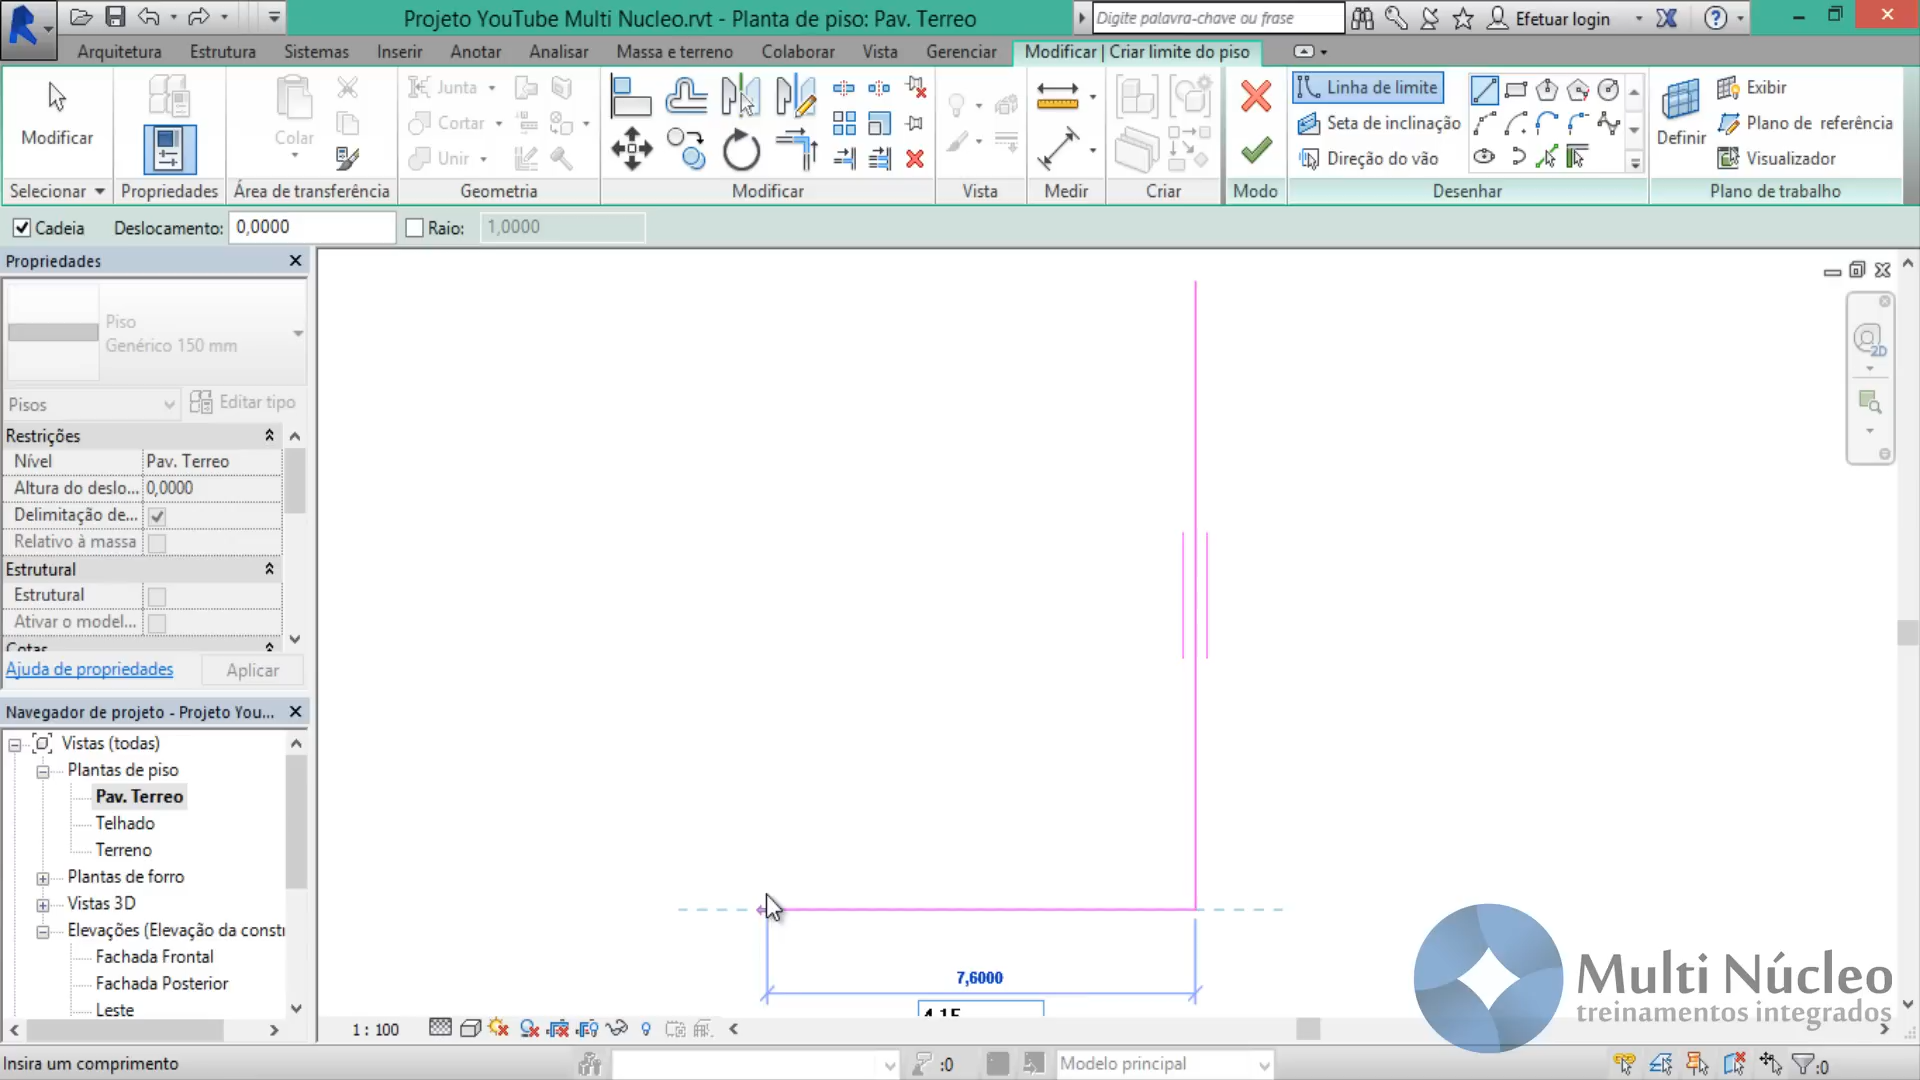 Projeto YouTube Multi Nucleo.rvt - Planta de piso: Pav. Terreo
Digite palavra-chave ou frase
Efetuar login
Arquitetura
Estrutura
Sistemas
Inserir
Anotar
Analisar
Massa e terreno
Colaborar
Vista
Gerenciar
Modificar | Criar limite do piso
Modificar
Colar
Junta
Cortar
Unir
Linha de limite
Seta de inclinação
Direção do vão
Definir
Exibir
Plano de referência
Visualizador
Selecionar
Propriedades
Área de transferência
Geometria
Modificar
Vista
Medir
Criar
Modo
Desenhar
Plano de trabalho
Cadeia
Deslocamento: 0,0000
Raio: 1,0000
Propriedades
Piso
Genérico 150 mm
Pisos
Editar tipo
Restrições
Nível Pav. Terreo
Altura do deslo... 0,0000
Delimitação de...
Relativo à massa
Estrutural
Estrutural
Ativar o model...
Cotas
Ajuda de propriedades
Aplicar
Navegador de projeto - Projeto You...
Vistas (todas)
Plantas de piso
Pav. Terreo
Telhado
Terreno
Plantas de forro
Vistas 3D
Elevações (Elevação da constr
Fachada Frontal
Fachada Posterior
Leste
2D
7,6000
4,15
1 : 100
Multi Núcleo
treinamentos integrados
Insira um comprimento
:0
Modelo principal
:0